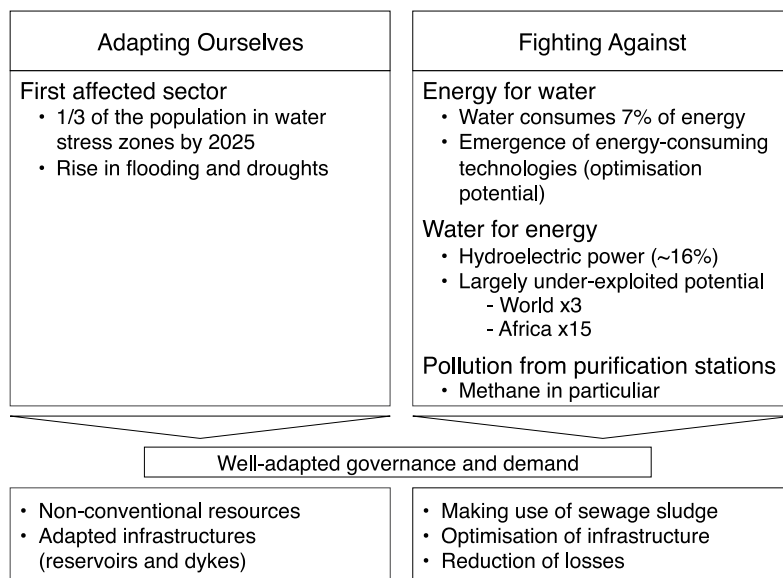 Adapting Ourselves
First affected sector
• 1/3 of the population in water
stress zones by 2025
• Rise in flooding and droughts
Fighting Against
Energy for water
• Water consumes 7% of energy
• Emergence of energy-consuming
technologies (optimisation
potential)
Water for energy
• Hydroelectric power (~16%)
• Largely under-exploited potential
- World x3
- Africa x15
Pollution from purification stations
• Methane in particuliar
Well-adapted governance and demand
• Non-conventional resources
• Adapted infrastructures
(reservoirs and dykes)
• Making use of sewage sludge
• Optimisation of infrastructure
• Reduction of losses